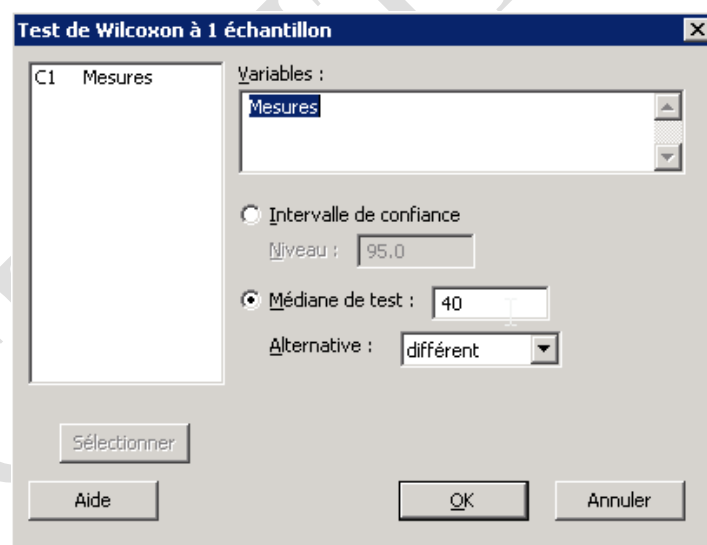 Test de Wilcoxon à 1 échantillon
C1 Mesures
Variables :
Mesures
Intervalle de confiance
Niveau : 95.0
Médiane de test : 40
Alternative : différent
Sélectionner
Aide
OK
Annuler